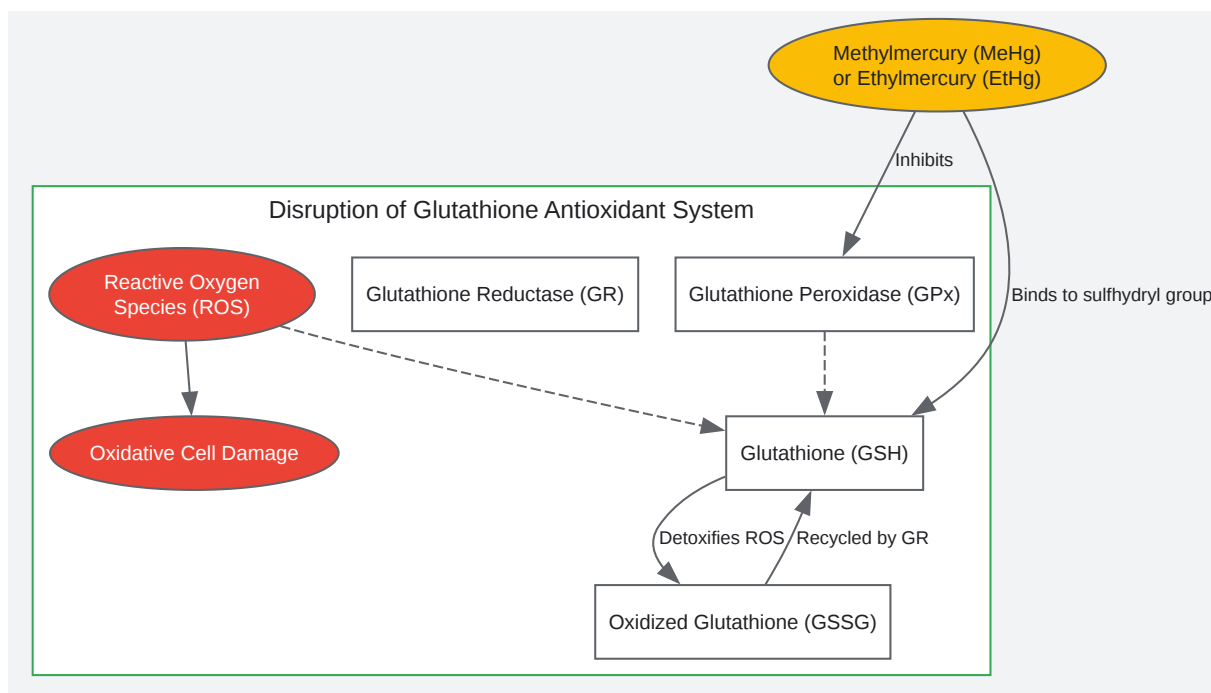 Methylmercury (MeHg)
or Ethylmercury (EtHg)
Inhibits
Disruption of Glutathione Antioxidant System
Reactive Oxygen
Species (ROS)
Glutathione Reductase (GR)
Glutathione Peroxidase (GPx)
Binds to sulfhydryl group
Oxidative Cell Damage
Glutathione (GSH)
Detoxifies ROS
Recycled by GR
Oxidized Glutathione (GSSG)